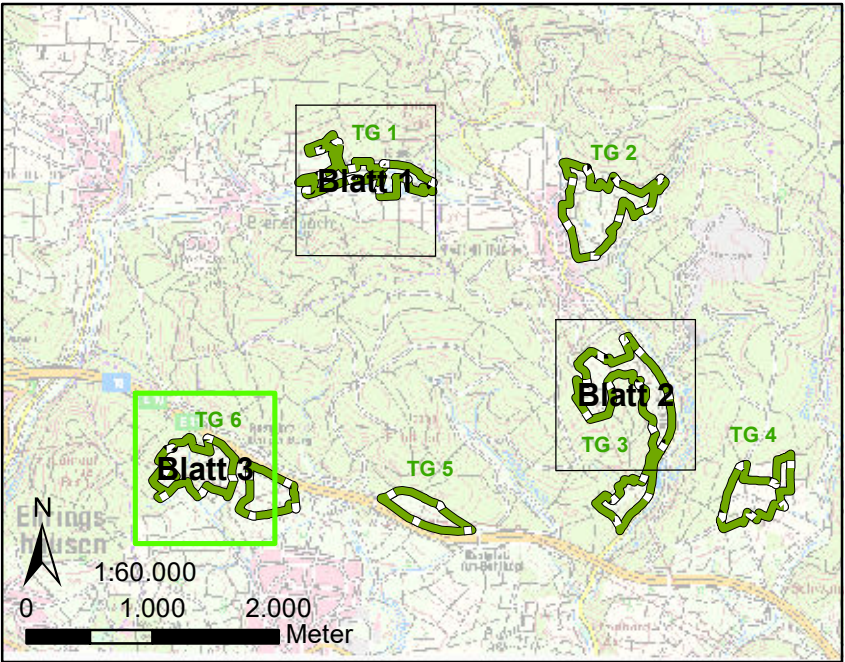 TG 1
Blatt 1
TG 2
Blatt 2
TG 3
TG 4
TG 5
TG 6
Blatt 3
N
1:60.000
0 1.000 2.000
Meter